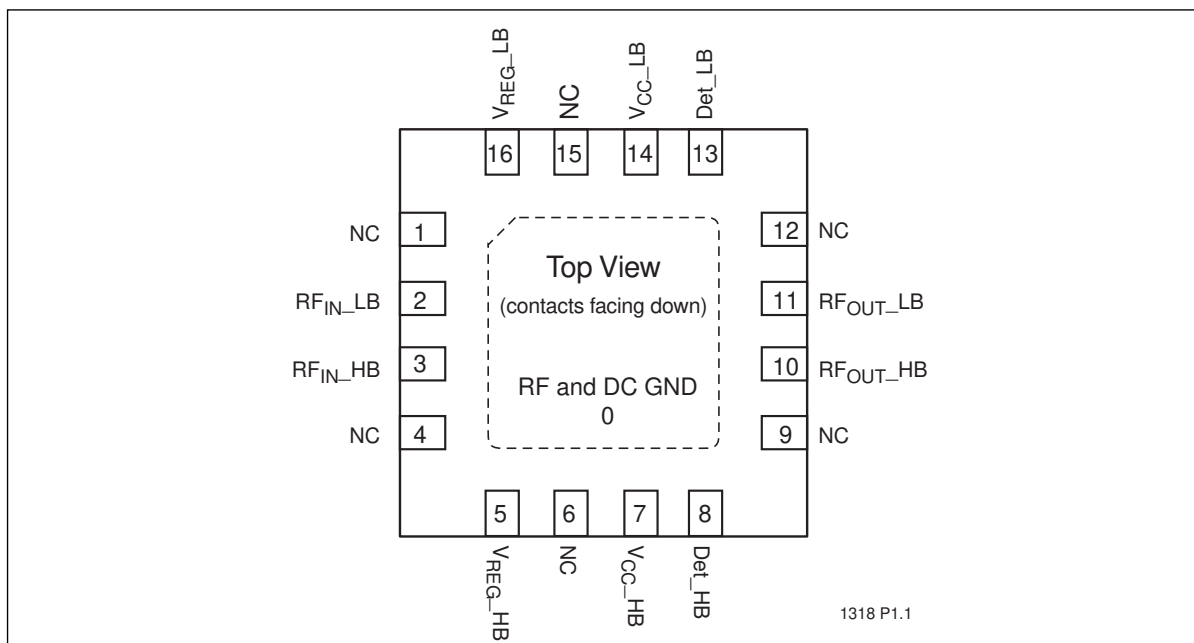 V_REG_LB
NC
V_CC_LB
Det_LB
16
15
14
13
NC
1
12
NC
RF_IN_LB
2
11
RF_OUT_LB
RF_IN_HB
3
10
RF_OUT_HB
NC
4
9
NC
Top View
(contacts facing down)
RF and DC GND
0
5
6
7
8
V_REG_HB
NC
V_CC_HB
Det_HB
1318 P1.1